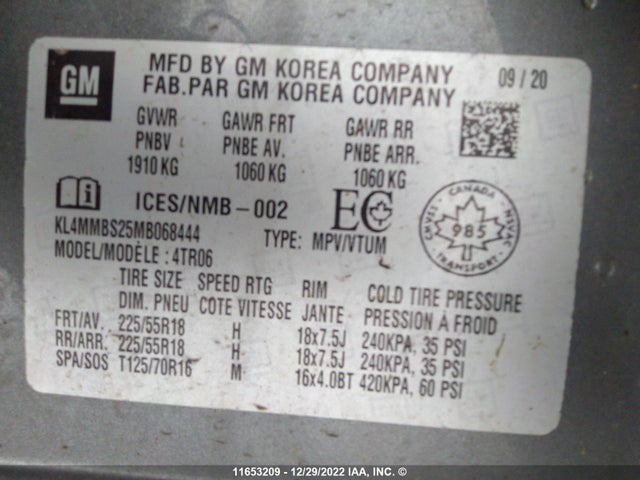 GM
MFD BY GM KOREA COMPANY 09/20
FAB.PAR GM KOREA COMPANY
GVWR GAWR FRT GAWR RR
PNBV PNBE AV. PNBE ARR.
1910 KG 1060 KG 1060 KG
ICES/NMB-002 EC
CANADA
CMVSS NSVAC
985
TRANSPORT
KL4MMBS25MB068444 TYPE: MPV/VTUM
MODEL/MODÈLE: 4TR06
TIRE SIZE SPEED RTG RIM COLD TIRE PRESSURE
DIM. PNEU COTE VITESSE JANTE PRESSION À FROID
FRT/AV. 225/55R18 H 18x7.5J 240KPA, 35 PSI
RR/ARR. 225/55R18 H 18x7.5J 240KPA, 35 PSI
SPA/SOS T125/70R16 M 16x4.0BT 420KPA, 60 PSI
11653209 - 12/29/2022 IAA, INC. ©